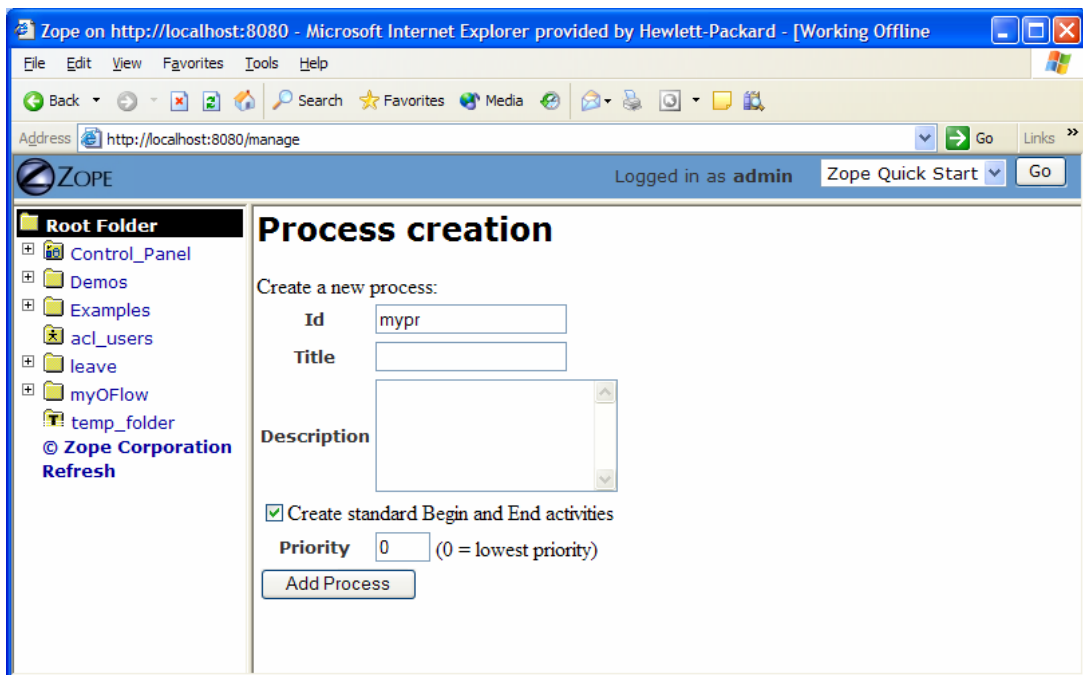 Zope on http://localhost:8080 - Microsoft Internet Explorer provided by Hewlett-Packard - [Working Offline
File Edit View Favorites Tools Help
Back Search Favorites Media
Address http://localhost:8080/manage Go Links »
ZOPE Logged in as admin Zope Quick Start Go
Root Folder
Control_Panel
Demos
Examples
acl_users
leave
myOFlow
temp_folder
© Zope Corporation
Refresh
Process creation
Create a new process:
Id mypr
Title
Description
Create standard Begin and End activities
Priority 0 (0 = lowest priority)
Add Process